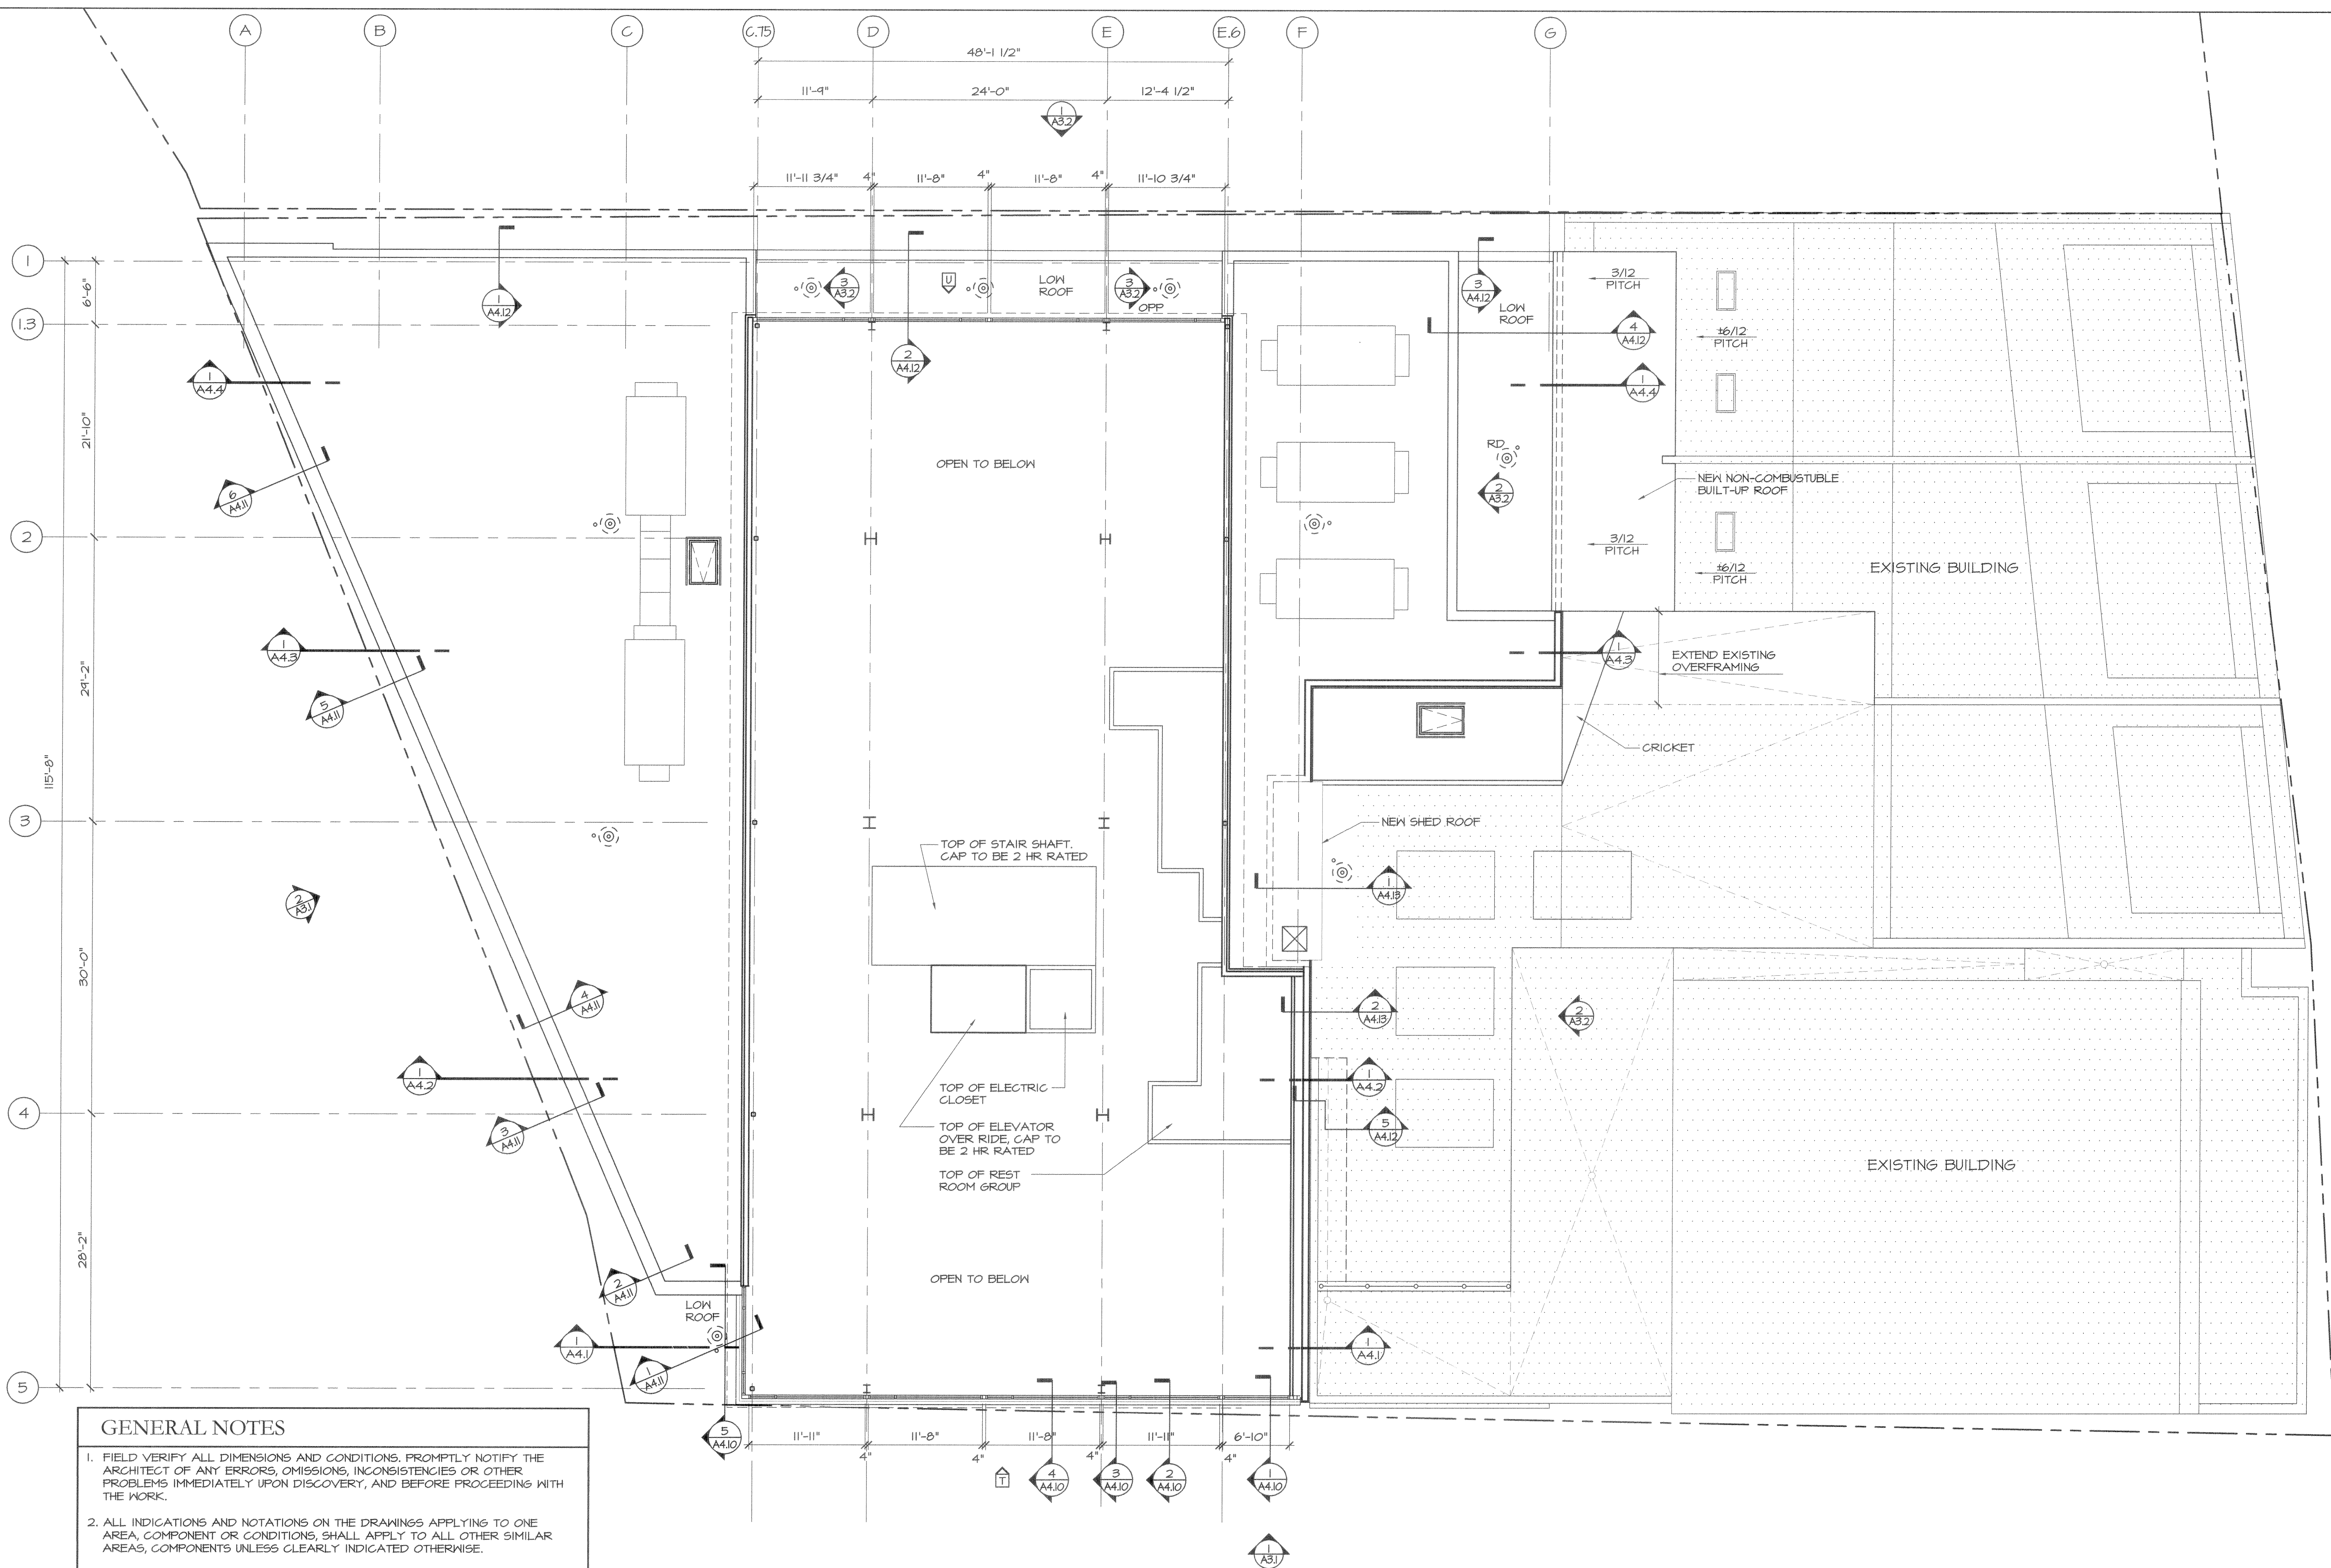 A
B
C
C.75
D
E
E.6
F
G
48'-1 1/2"
11'-9"
24'-0"
12'-4 1/2"
1
A3.2
11'-11 3/4"
4"
11'-8"
4"
11'-8"
4"
11'-10 3/4"
1
1.3
2
3
4
5
6'-6"
21'-10"
29'-2"
115'-8"
30'-0"
28'-2"
1
A4.12
3
A3.2
U
LOW
ROOF
3
A3.2
OPP
2
A4.12
3
A4.12
LOW
ROOF
3/12
PITCH
4
A4.12
±6/12
PITCH
1
A4.4
1
A4.4
OPEN TO BELOW
RD
2
A3.2
NEW NON-COMBUSTUBLE
BUILT-UP ROOF
6
A4.11
3/12
PITCH
±6/12
PITCH
EXISTING BUILDING
1
A4.3
1
A4.3
EXTEND EXISTING
OVERFRAMING
5
A4.11
CRICKET
NEW SHED ROOF
TOP OF STAIR SHAFT.
CAP TO BE 2 HR RATED
1
A4.13
2
A3.1
4
A4.11
2
A4.13
2
A3.2
1
A4.2
1
A4.2
TOP OF ELECTRIC
CLOSET
TOP OF ELEVATOR
OVER RIDE, CAP TO
BE 2 HR RATED
5
A4.12
3
A4.11
TOP OF REST
ROOM GROUP
EXISTING BUILDING
OPEN TO BELOW
2
A4.11
LOW
ROOF
1
A4.1
1
A4.1
1
A4.11
5
A4.10
11'-11"
4"
11'-8"
4"
11'-8"
4"
11'-11"
4"
6'-10"
T
4
A4.10
3
A4.10
2
A4.10
1
A4.10
1
A3.1
GENERAL NOTES
1. FIELD VERIFY ALL DIMENSIONS AND CONDITIONS. PROMPTLY NOTIFY THE
ARCHITECT OF ANY ERRORS, OMISSIONS, INCONSISTENCIES OR OTHER
PROBLEMS IMMEDIATELY UPON DISCOVERY, AND BEFORE PROCEEDING WITH
THE WORK.
2. ALL INDICATIONS AND NOTATIONS ON THE DRAWINGS APPLYING TO ONE
AREA, COMPONENT OR CONDITIONS, SHALL APPLY TO ALL OTHER SIMILAR
AREAS, COMPONENTS UNLESS CLEARLY INDICATED OTHERWISE.